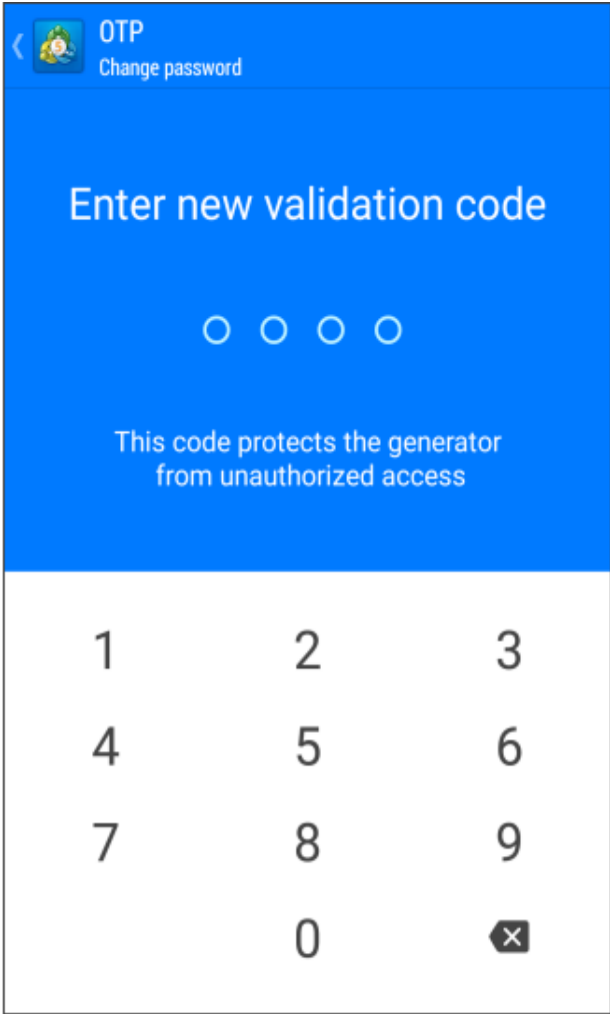 OTP
Change password
Enter new validation code
This code protects the generator
from unauthorized access
1 2 3
4 5 6
7 8 9
0